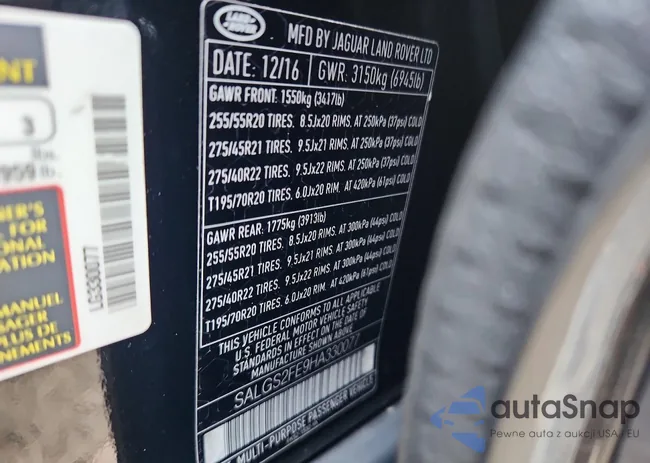 LAND
ROVER
MFD BY JAGUAR LAND ROVER LTD
DATE: 12/16
GWR: 3150kg (6945lb)
GAWR FRONT: 1550kg (3417lb)
255/55R20 TIRES. 8.5Jx20 RIMS. AT 250kPa (37psi) COLD
275/45R21 TIRES. 9.5Jx21 RIMS. AT 250kPa (37psi) COLD
275/40R22 TIRES. 9.5Jx22 RIMS. AT 250kPa (37psi) COLD
T195/70R20 TIRES. 6.0Jx20 RIM. AT 420kPa (61psi) COLD
GAWR REAR: 1775kg (3913lb)
255/55R20 TIRES. 8.5Jx20 RIMS. AT 300kPa (44psi) COLD
275/45R21 TIRES. 9.5Jx21 RIMS. AT 300kPa (44psi) COLD
275/40R22 TIRES. 9.5Jx22 RIMS. AT 300kPa (44psi) COLD
T195/70R20 TIRES. 6.0Jx20 RIM. AT 420kPa (61psi) COLD
THIS VEHICLE CONFORMS TO ALL APPLICABLE
U.S. FEDERAL MOTOR VEHICLE SAFETY
STANDARDS IN EFFECT ON THE DATE OF
MANUFACTURE SHOWN ABOVE.
SALGS2FE9HA330077
MULTI-PURPOSE PASSENGER VEHICLE
3
lb.
LG330077
MANUEL
PLUS DE
autaSnap
Pewne auta z aukcji USA i EU